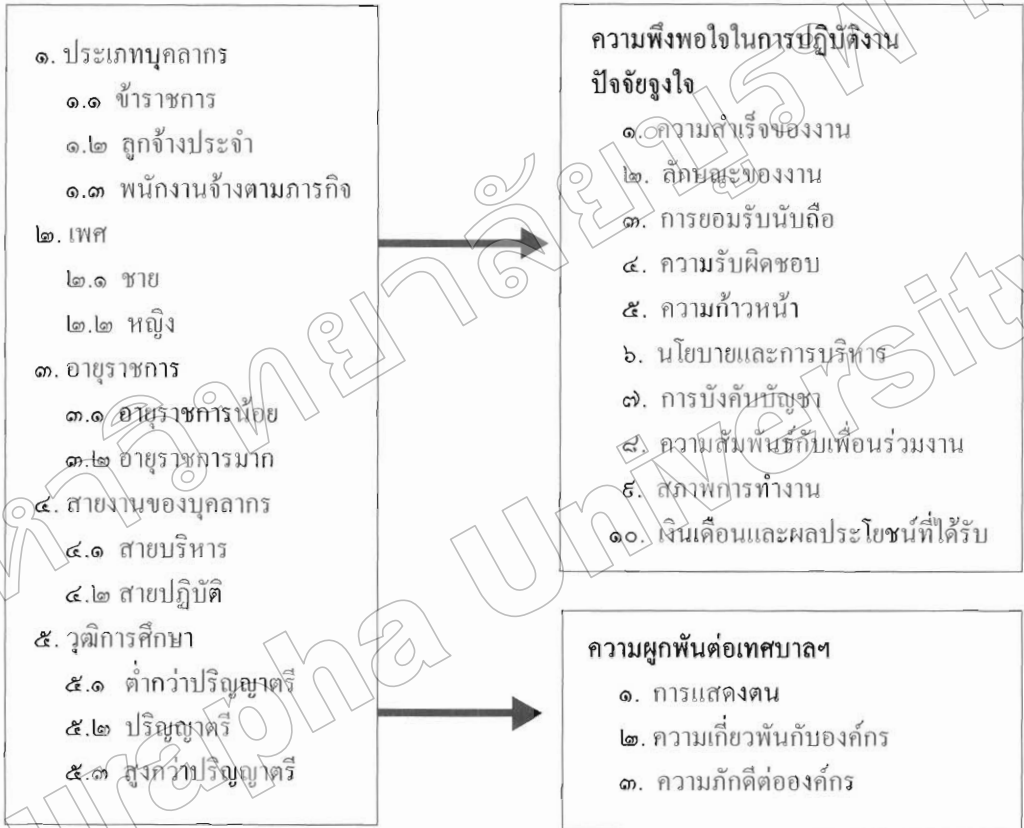 ๑. ประเภทบุคลากร
๑.๑ ข้าราชการ
๑.๒ ลูกจ้างประจำ
๑.๓ พนักงานจ้างตามภารกิจ
๒. เพศ
๒.๑ ชาย
๒.๒ หญิง
๓. อายุราชการ
๓.๑ อายุราชการน้อย
๓.๒ อายุราชการมาก
๔. สายงานของบุคลากร
๔.๑ สายบริหาร
๔.๒ สายปฏิบัติ
๕. วุฒิการศึกษา
๕.๑ ต่ำกว่าปริญญาตรี
๕.๒ ปริญญาตรี
๕.๓ สูงกว่าปริญญาตรี
ความพึงพอใจในการปฏิบัติงาน
ปัจจัยจูงใจ
๑. ความสำเร็จของงาน
๒. ลักษณะของงาน
๓. การยอมรับนับถือ
๔. ความรับผิดชอบ
๕. ความก้าวหน้า
๖. นโยบายและการบริหาร
๗. การบังคับบัญชา
๘. ความสัมพันธ์กับเพื่อนร่วมงาน
๙. สภาพการทำงาน
๑๐. เงินเดือนและผลประโยชน์ที่ได้รับ
ความผูกพันต่อเทศบาลฯ
๑. การแสดงตน
๒. ความเกี่ยวพันกับองค์กร
๓. ความภักดีต่อองค์กร
หาวิทยาลัยบูรพา
urapha University